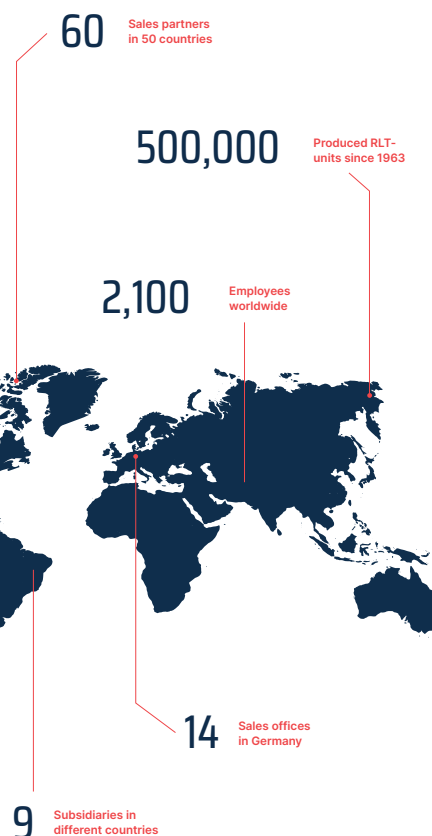 60
Sales partners
in 50 countries
500,000
Produced RLT-
units since 1963
2,100
Employees
worldwide
14
Sales offices
in Germany
9
Subsidiaries in
different countries